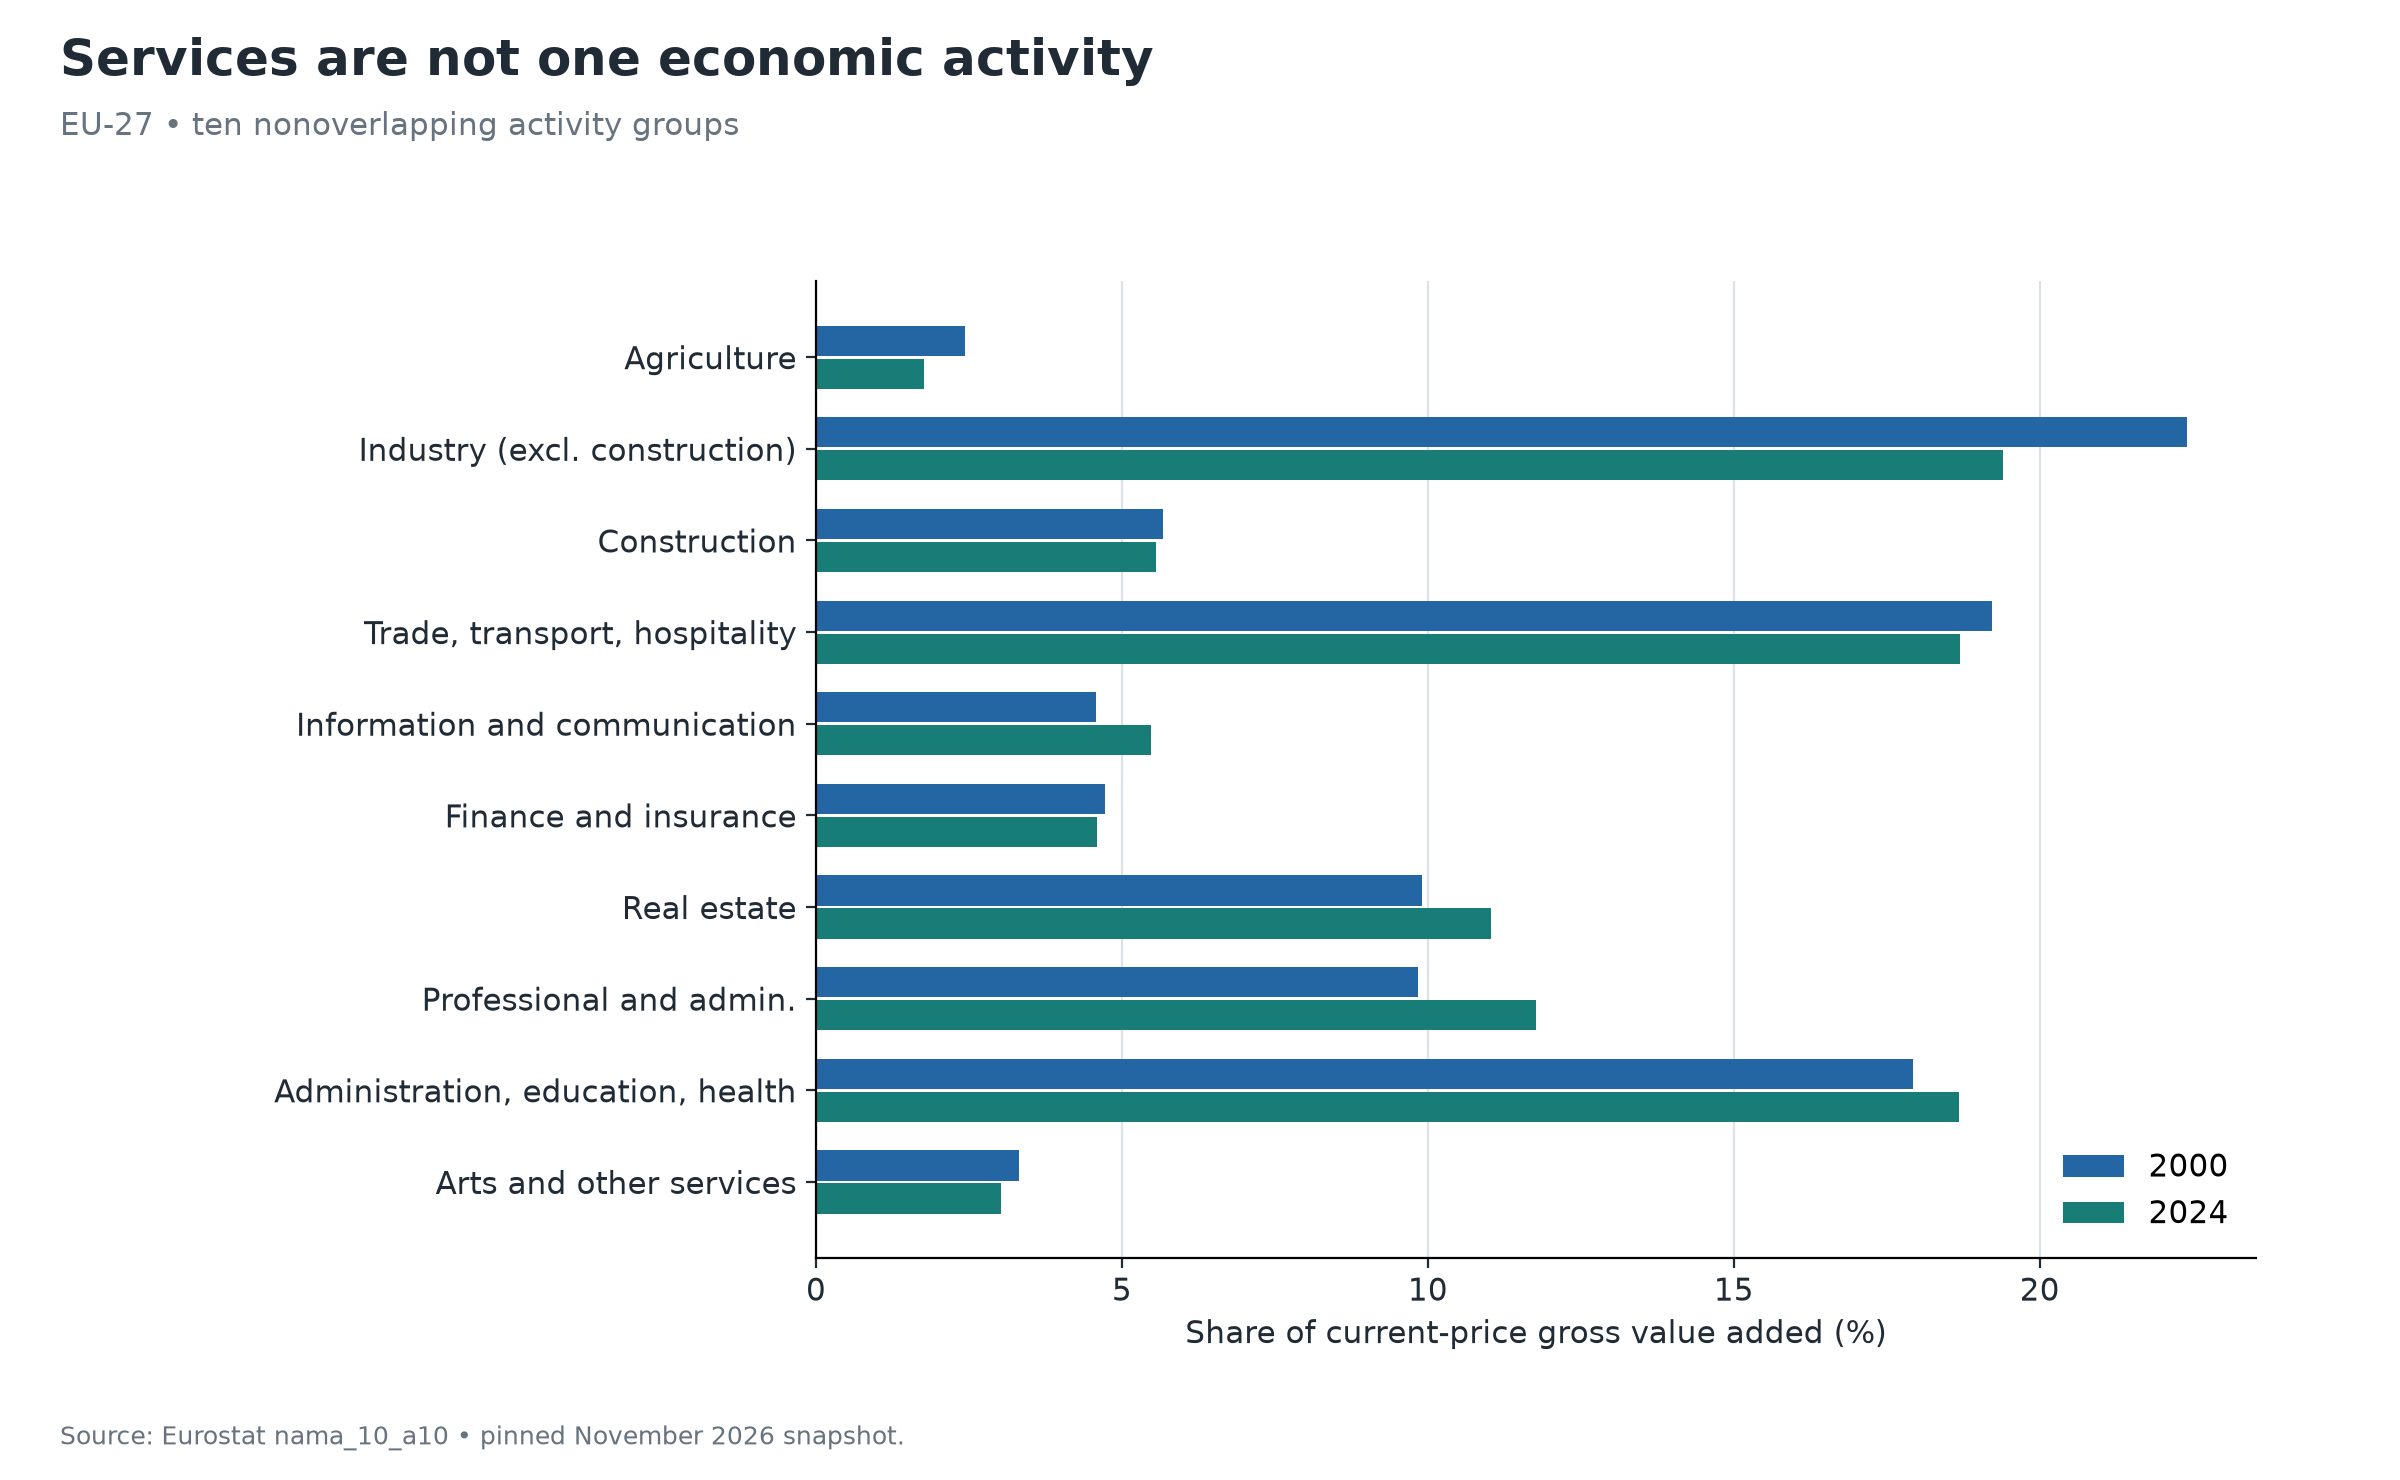 Services are not one economic activity
EU-27 • ten nonoverlapping activity groups
Agriculture
Industry (excl. construction)
Construction
Trade, transport, hospitality
Information and communication
Finance and insurance
Real estate
Professional and admin.
Administration, education, health
Arts and other services
2000
2024
0 5 10 15 20
Share of current-price gross value added (%)
Source: Eurostat nama_10_a10 • pinned November 2026 snapshot.